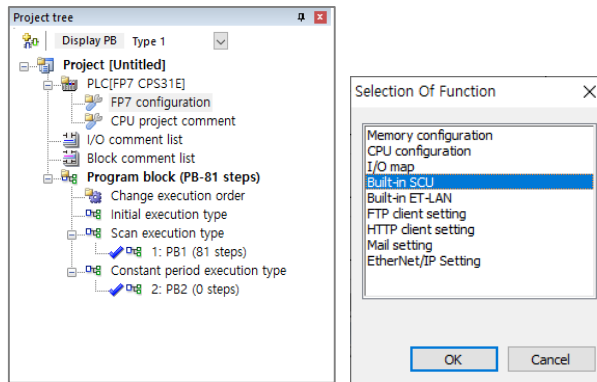 Project tree
Display PB Type 1
Project [Untitled]
PLC[FP7 CPS31E]
FP7 configuration
CPU project comment
I/O comment list
Block comment list
Program block (PB-81 steps)
Change execution order
Initial execution type
Scan execution type
1: PB1 (81 steps)
Constant period execution type
2: PB2 (0 steps)
Selection Of Function
Memory configuration
CPU configuration
I/O map
Built-in SCU
Built-in ET-LAN
FTP client setting
HTTP client setting
Mail setting
EtherNet/IP Setting
OK Cancel